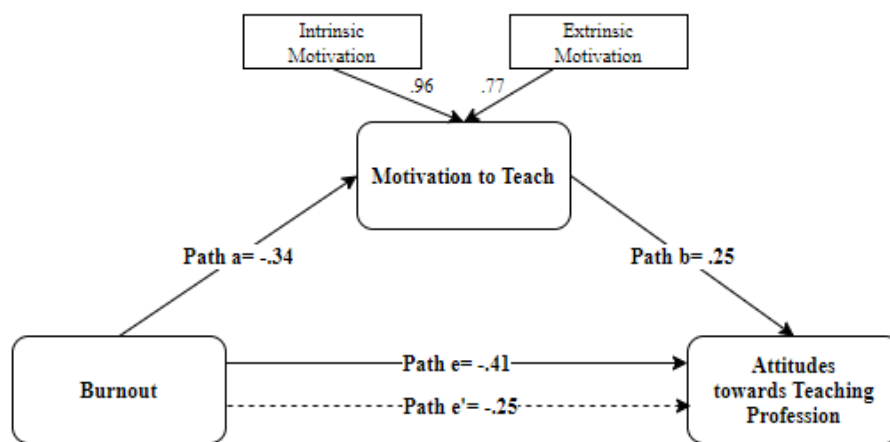 Intrinsic
Motivation
Extrinsic
Motivation
.96
.77
Motivation to Teach
Path a= -.34
Path b= .25
Burnout
Path e= -.41
Path e'= -.25
Attitudes
towards Teaching
Profession